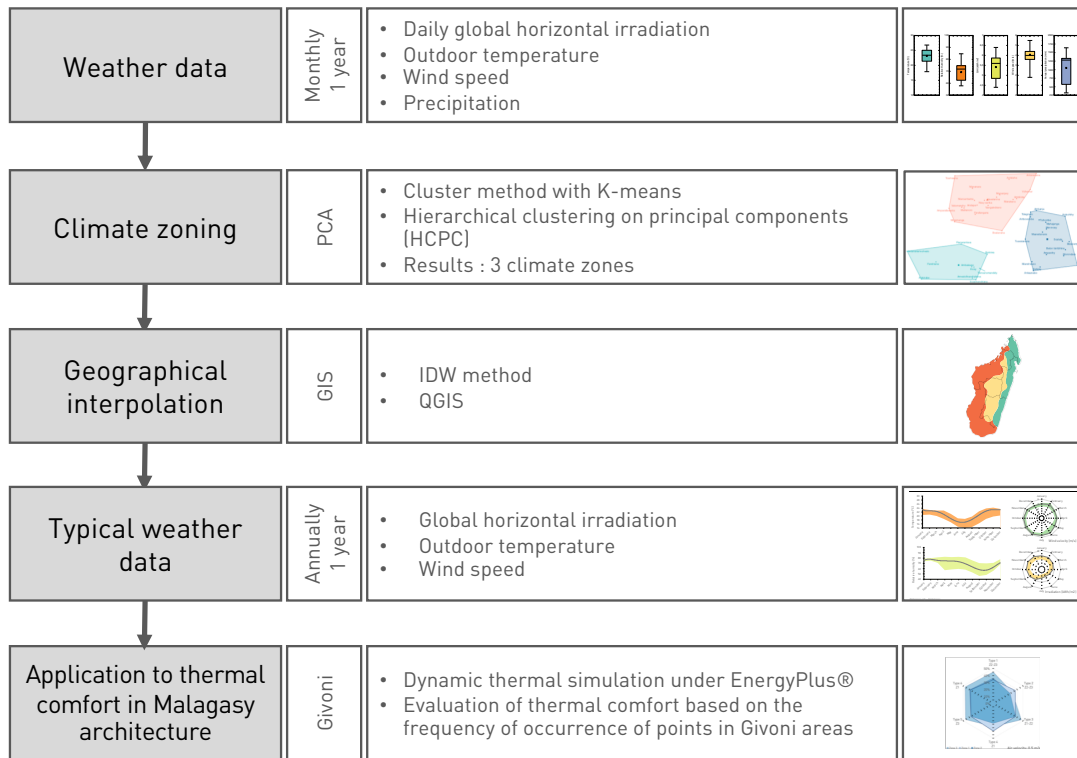 Weather data
Monthly
1 year
• Daily global horizontal irradiation
• Outdoor temperature
• Wind speed
• Precipitation
Climate zoning
PCA
• Cluster method with K-means
• Hierarchical clustering on principal components
(HCPC)
• Results : 3 climate zones
Geographical
interpolation
GIS
• IDW method
• QGIS
Typical weather
data
Annually
1 year
• Global horizontal irradiation
• Outdoor temperature
• Wind speed
Application to thermal
comfort in Malagasy
architecture
Givoni
• Dynamic thermal simulation under EnergyPlus®
• Evaluation of thermal comfort based on the
frequency of occurrence of points in Givoni areas